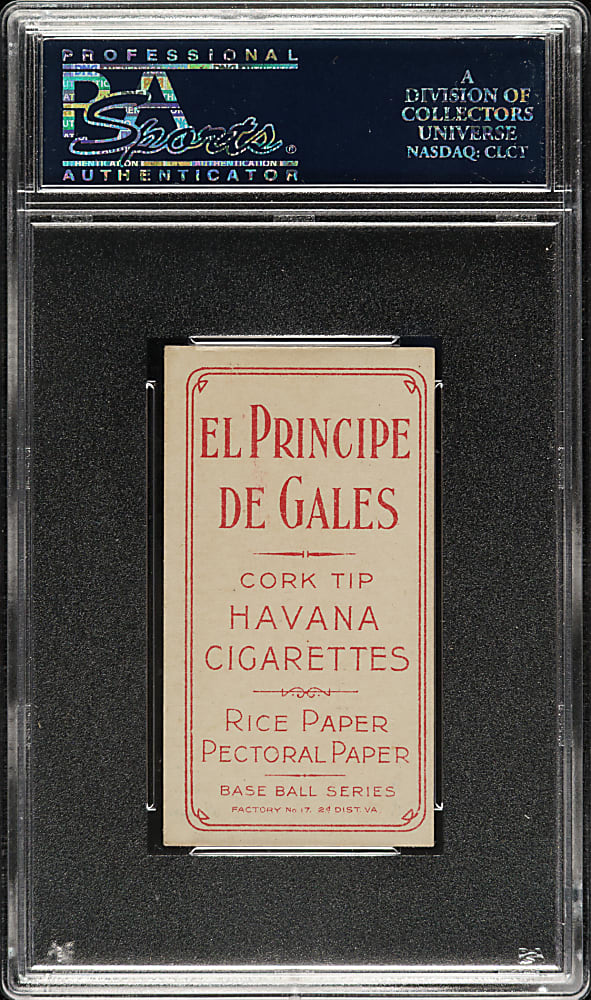 PROFESSIONAL
PSA
Sports®
AUTHENTICATOR
A
DIVISION OF
COLLECTORS
UNIVERSE
NASDAQ: CLCT
EL PRINCIPE
DE GALES
CORK TIP
HAVANA
CIGARETTES
RICE PAPER
PECTORAL PAPER
BASE BALL SERIES
FACTORY No 17. 2d DIST. VA.